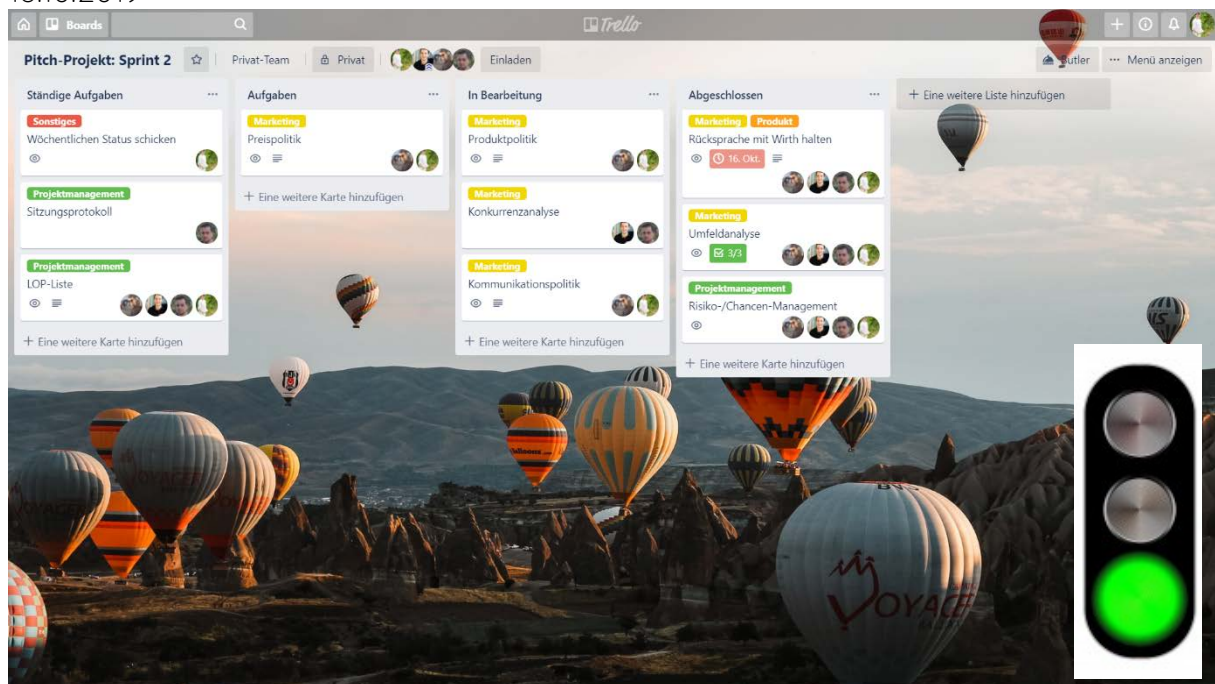 Boards
Trello
Pitch-Projekt: Sprint 2
Privat-Team
Privat
Einladen
Butler
Menü anzeigen
Ständige Aufgaben
Sonstiges
Wöchentlichen Status schicken
Projektmanagement
Sitzungsprotokoll
Projektmanagement
LOP-Liste
+ Eine weitere Karte hinzufügen
Aufgaben
Marketing
Preispolitik
+ Eine weitere Karte hinzufügen
In Bearbeitung
Marketing
Produktpolitik
Marketing
Konkurrenzanalyse
Marketing
Kommunikationspolitik
+ Eine weitere Karte hinzufügen
Abgeschlossen
Marketing Produkt
Rücksprache mit Wirth halten
16. Okt.
Marketing
Umfeldanalyse
3/3
Projektmanagement
Risiko-/Chancen-Management
+ Eine weitere Karte hinzufügen
+ Eine weitere Liste hinzufügen
VOYAGE